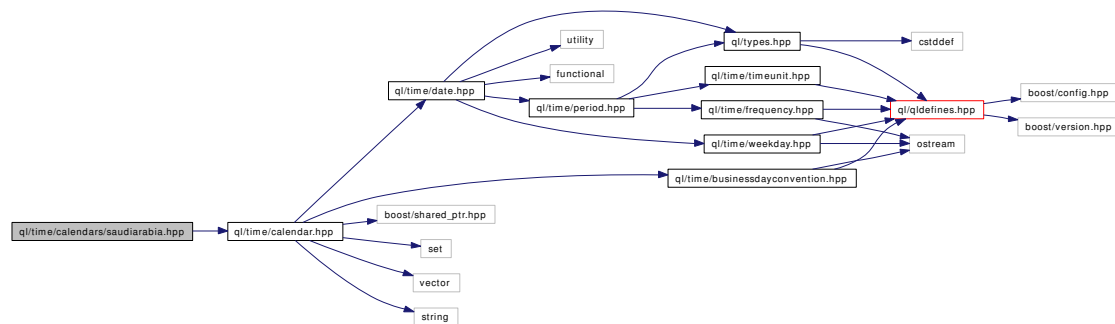 ql/types.hpp
cstddef
utility
functional
ql/time/timeunit.hpp
ql/time/date.hpp
boost/config.hpp
ql/time/period.hpp
ql/time/frequency.hpp
ql/qldefines.hpp
boost/version.hpp
ql/time/weekday.hpp
ostream
ql/time/businessdayconvention.hpp
boost/shared_ptr.hpp
ql/time/calendars/saudiarabia.hpp
ql/time/calendar.hpp
set
vector
string